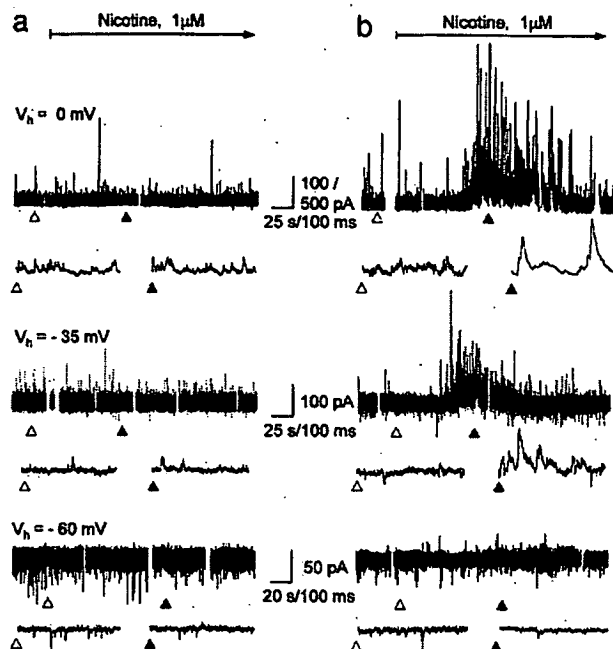 a b
Nicotine, 1μM Nicotine, 1μM
Vh = 0 mV
100 /
500 pA
25 s/100 ms
Vh = - 35 mV
100 pA
25 s/100 ms
Vh = - 60 mV
50 pA
20 s/100 ms